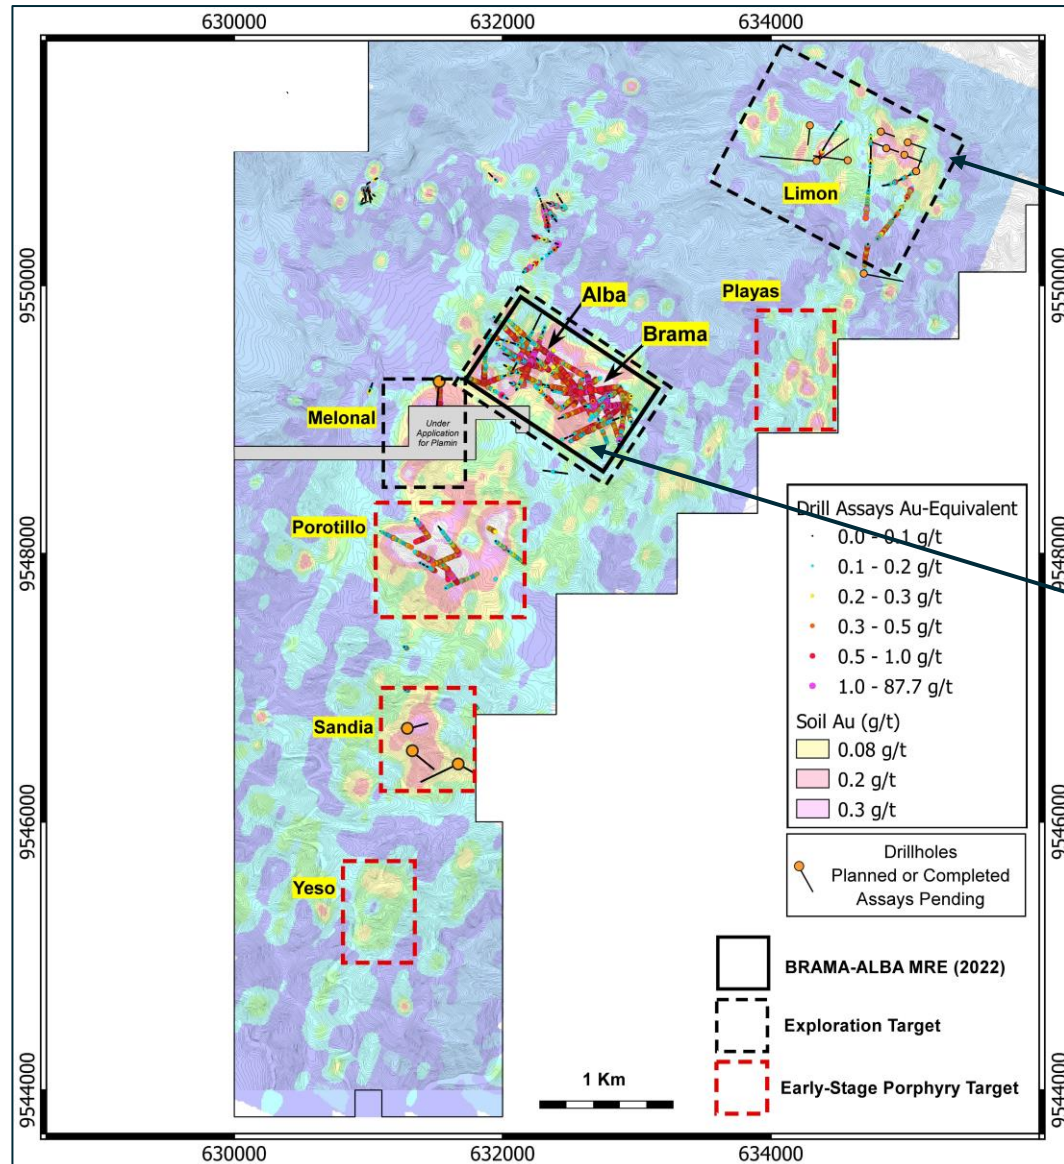 630000
632000
634000
Limon
9550000
9550000
Playas
Alba
Brama
Melonal
Under
Application
for Plamin
Porotillo
9548000
9548000
Drill Assays Au-Equivalent
0.0 - 0.1 g/t
0.1 - 0.2 g/t
0.2 - 0.3 g/t
0.3 - 0.5 g/t
0.5 - 1.0 g/t
1.0 - 87.7 g/t
Soil Au (g/t)
0.08 g/t
0.2 g/t
0.3 g/t
Sandia
9546000
9546000
Drillholes
Planned or Completed
Assays Pending
Yeso
BRAMA-ALBA MRE (2022)
Exploration Target
Early-Stage Porphyry Target
1 Km
9544000
9544000
630000
632000
634000